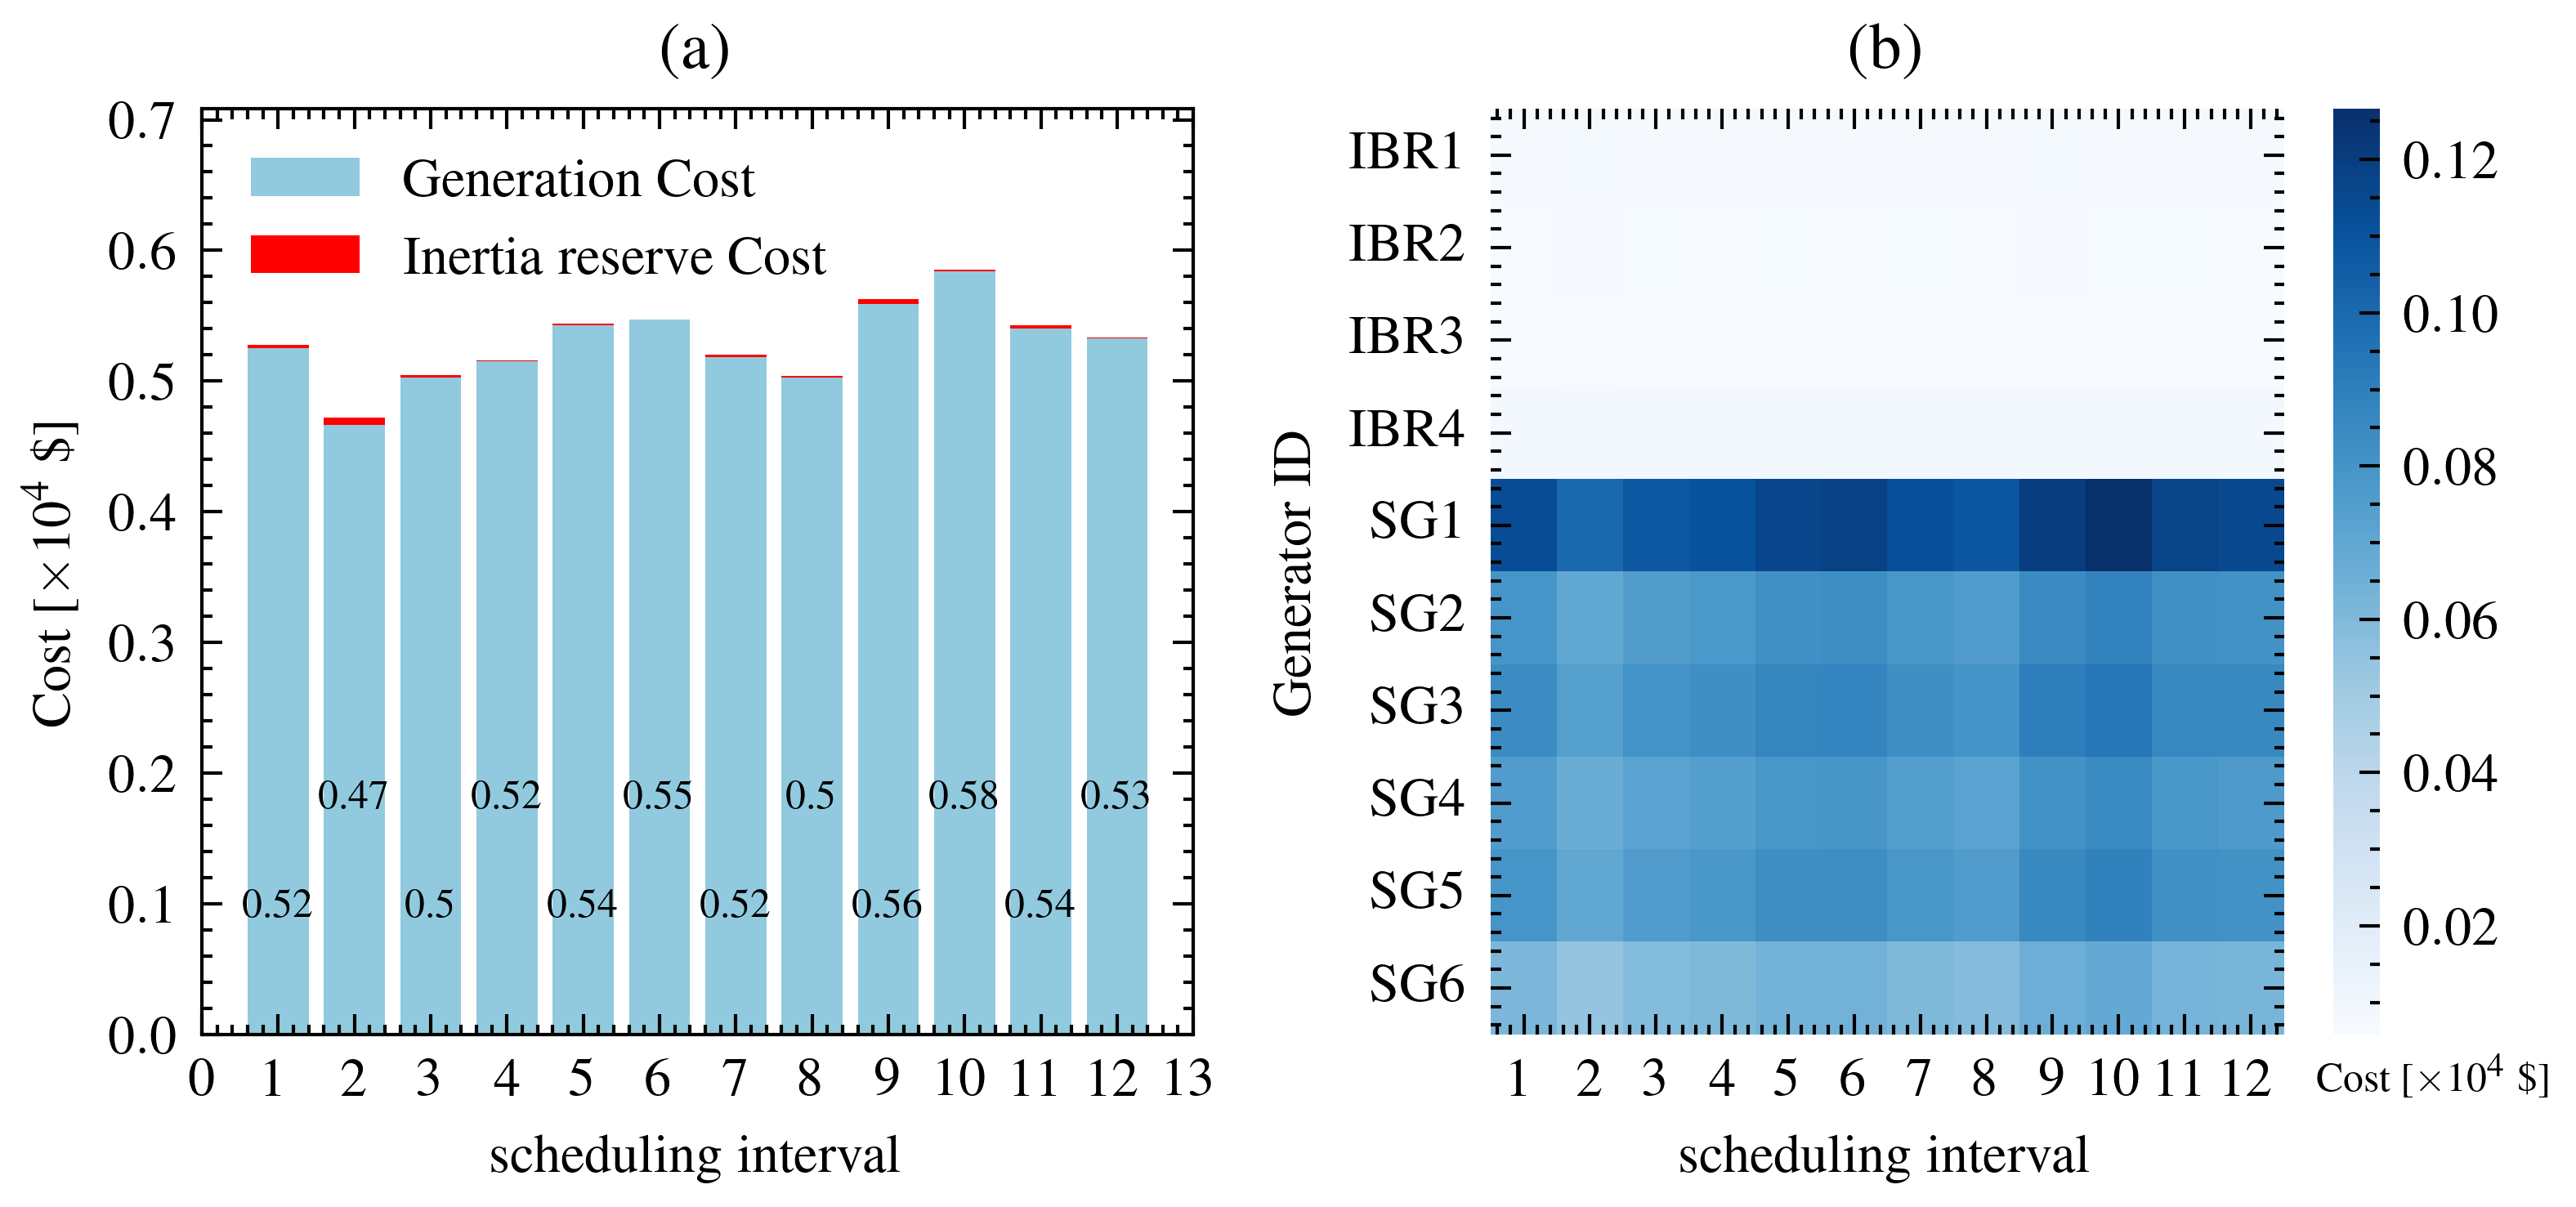 (a)
0.7
0.6
0.5
0.4
0.3
0.2
0.1
0.0
Cost [×10⁴ $]
Generation Cost
Inertia reserve Cost
0.47 0.52 0.55 0.5 0.58 0.53
0.52 0.5 0.54 0.52 0.56 0.54
0 1 2 3 4 5 6 7 8 9 10 11 12 13
scheduling interval
(b)
Generator ID
IBR1
IBR2
IBR3
IBR4
SG1
SG2
SG3
SG4
SG5
SG6
1 2 3 4 5 6 7 8 9 10 11 12
scheduling interval
0.12
0.10
0.08
0.06
0.04
0.02
Cost [×10⁴ $]